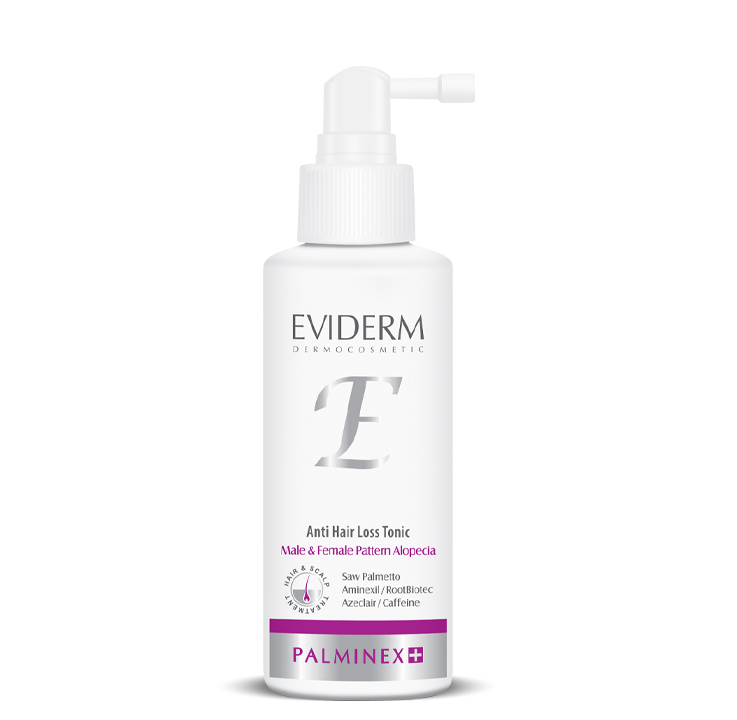 EVIDERM
DERMOCOSMETIC
E
Anti Hair Loss Tonic
Male & Female Pattern Alopecia
HAIR & SCALP
TREATMENT
Saw Palmetto
Aminexil / RootBiotec
Azeclair / Caffeine
PALMINEX+